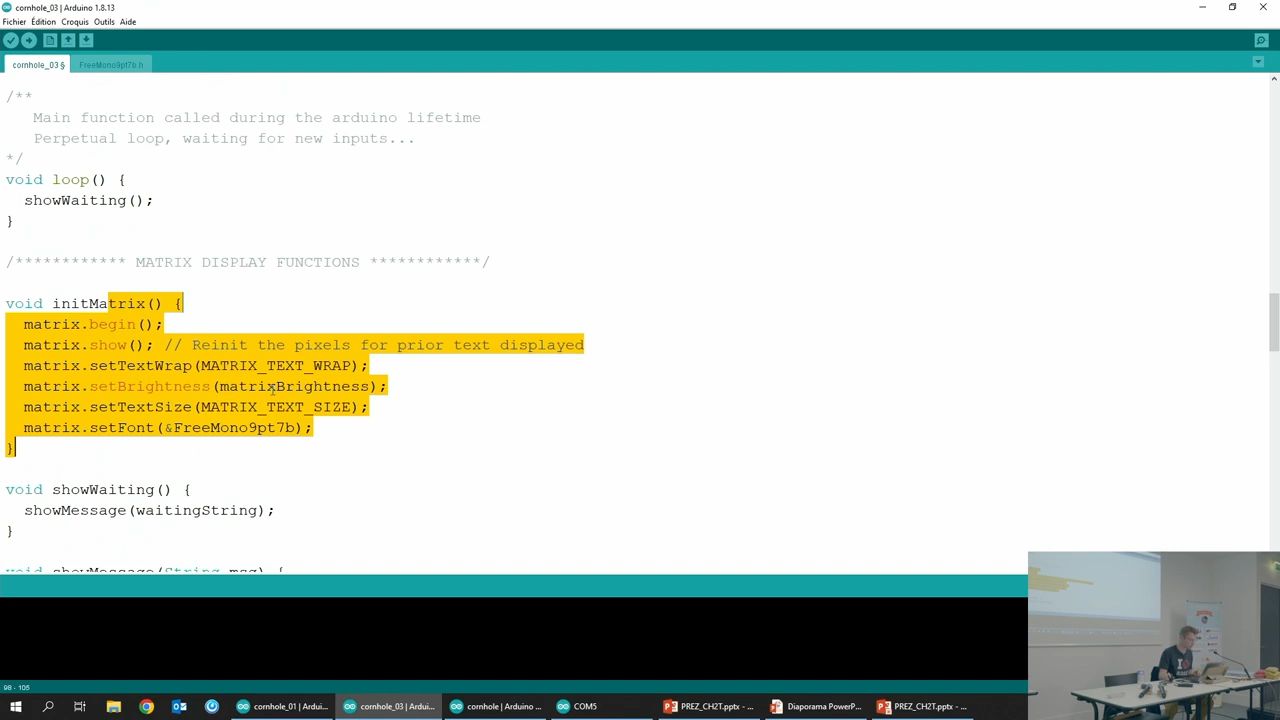 cornhole_03 | Arduino 1.8.13
Fichier Édition Croquis Outils Aide
cornhole_03 § FreeMono9pt7b.h
/**
Main function called during the arduino lifetime
Perpetual loop, waiting for new inputs...
*/
void loop() {
showWaiting();
}
/************ MATRIX DISPLAY FUNCTIONS ************/
void initMatrix() {
matrix.begin();
matrix.show(); // Reinit the pixels for prior text displayed
matrix.setTextWrap(MATRIX_TEXT_WRAP);
matrix.setBrightness(matrixBrightness);
matrix.setTextSize(MATRIX_TEXT_SIZE);
matrix.setFont(&FreeMono9pt7b);
}
void showWaiting() {
showMessage(waitingString);
}
void showMessage(String msg) {
98 - 105
cornhole_01 | Ardui... cornhole_03 | Ardui... cornhole | Arduino ... COM5 PREZ_CH2T.pptx - ... Diaporama PowerP... PREZ_CH2T.pptx - ...